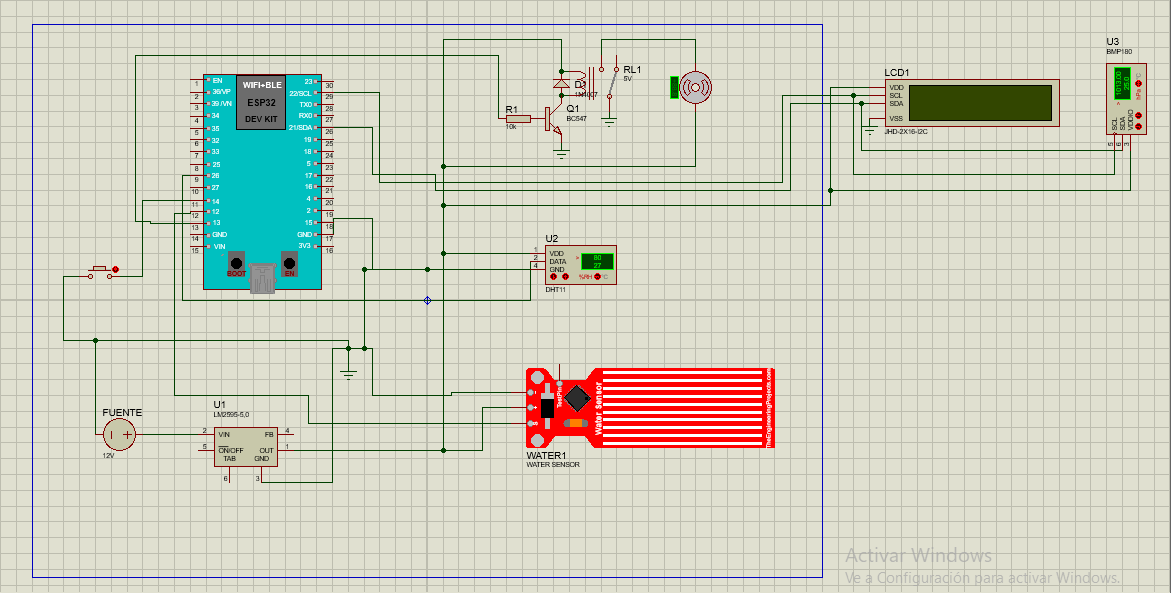 WIFI+BLE
ESP32
DEV KIT
EN
36/VP
39 /VN
34
35
32
33
25
26
27
14
12
13
GND
VIN
1
2
3
4
5
6
7
8
9
10
11
12
13
14
15
23
22/SCL
TX0
RX0
21/SDA
19
18
5
17
16
4
2
15
GND
3V3
30
29
28
27
26
25
24
23
22
21
20
19
18
17
16
BOOT
EN
R1
10k
D1
Q1
BC547
RL1
5V
LCD1
VDD
SCL
SDA
VSS
JHD-2X16-I2C
U3
BMP180
°C
hPa
SCL
SDA
VDDIO
5
6
3
U2
1
2
4
VDD
DATA
GND
>
80
27
%RH
°C
DHT11
FUENTE
12V
U1
LM2595-5,0
2
5
VIN
ON/OFF
TAB
FB
OUT
GND
4
1
6
3
Water Sensor
TheEngineeringProjects.com
WATER1
WATER SENSOR
Activar Windows
Ve a Configuración para activar Windows.